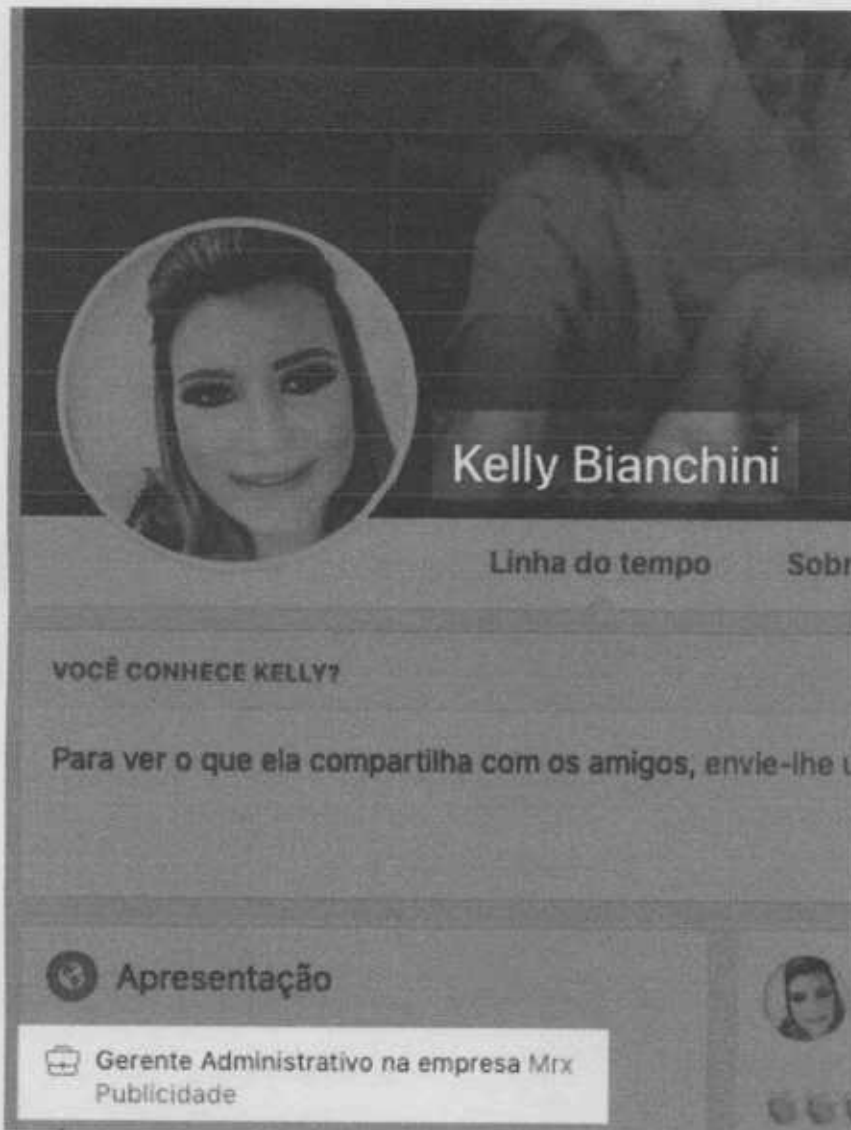 Kelly Bianchini
Linha do tempo Sobr
VOCÊ CONHECE KELLY?
Para ver o que ela compartilha com os amigos, envie-lhe u
Apresentação
Gerente Administrativo na empresa Mrx
Publicidade